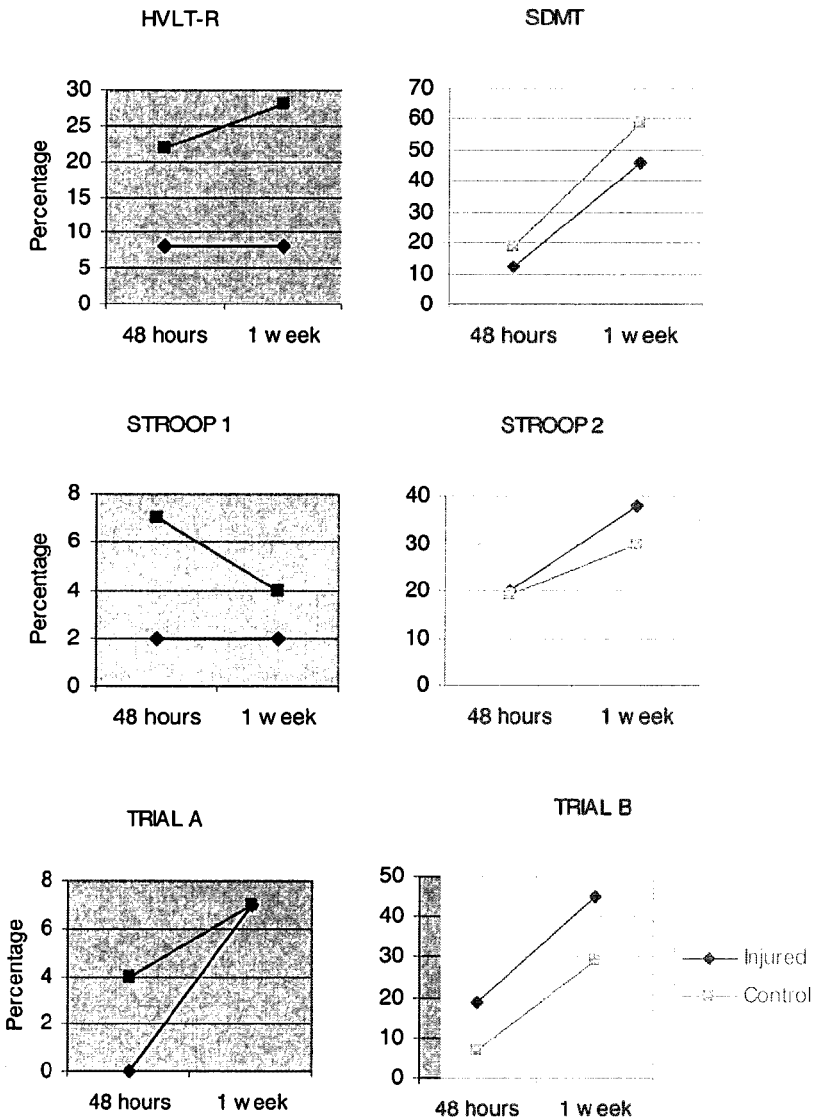 HVLT-R
Percentage
30
25
20
15
10
5
0
48 hours 1 week
SDMT
70
60
50
40
30
20
10
0
48 hours 1 week
STROOP 1
Percentage
8
6
4
2
0
48 hours 1 week
STROOP 2
40
30
20
10
0
48 hours 1 week
TRIAL A
Percentage
8
6
4
2
0
48 hours 1 week
TRIAL B
50
40
30
20
10
0
48 hours 1 week
Injured
Control